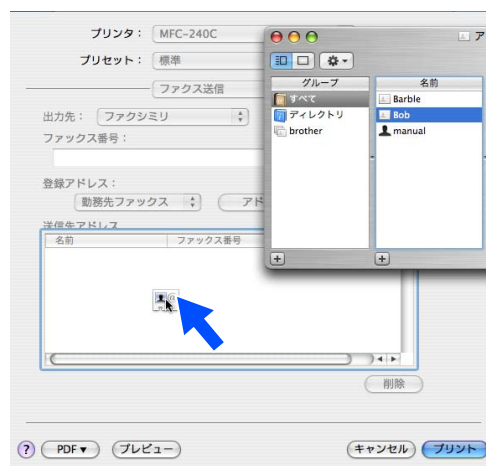 プリンタ： MFC-240C
プリセット： 標準
ファクス送信
出力先： ファクシミリ
ファックス番号：
登録アドレス：
勤務先ファックス
アド
送信先アドレス
名前 ファックス番号
削除
? PDF▼ プレビュー キャンセル プリント
ア
グループ 名前
すべて Barble
ディレクトリ Bob
brother manual